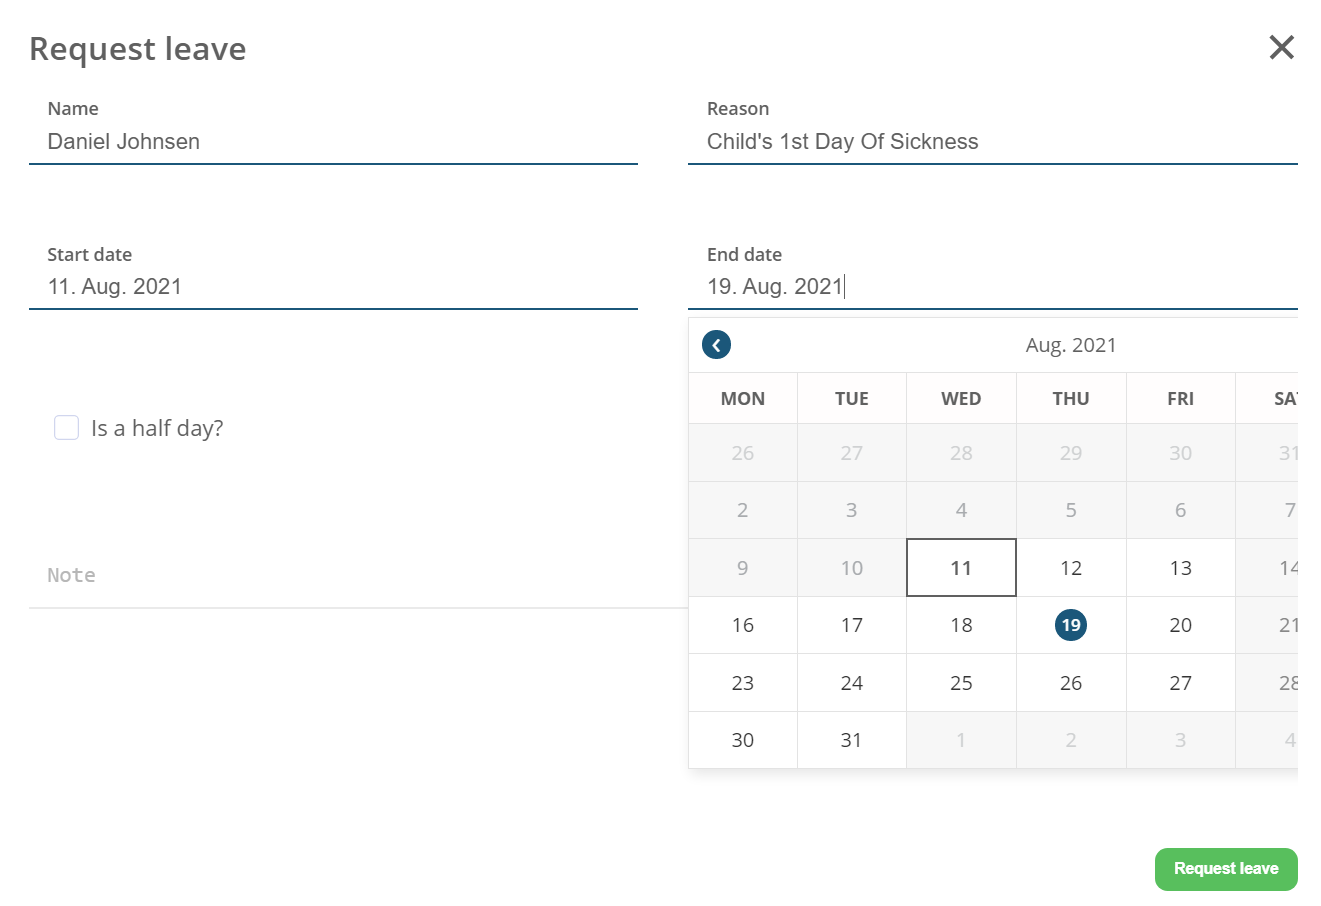 Request leave
Name
Daniel Johnsen
Reason
Child's 1st Day Of Sickness
Start date
11. Aug. 2021
End date
19. Aug. 2021
Aug. 2021
MON TUE WED THU FRI SAT
26 27 28 29 30 31
2 3 4 5 6 7
9 10 11 12 13 14
16 17 18 19 20 21
23 24 25 26 27 28
30 31 1 2 3 4
Is a half day?
Note
Request leave